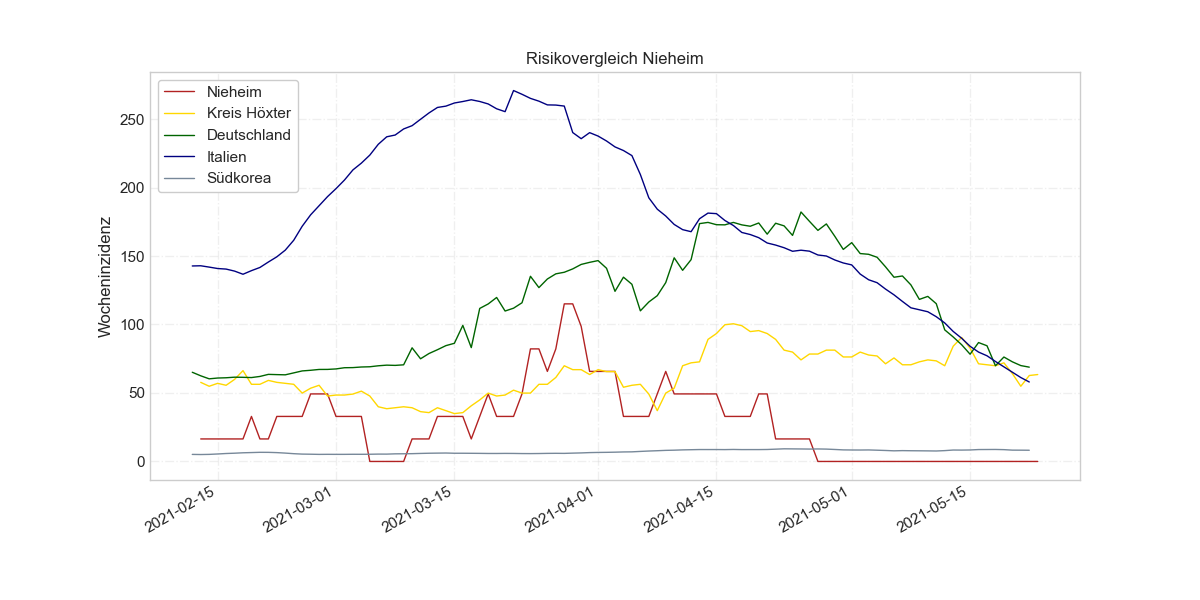 Risikovergleich Nieheim
Nieheim
Kreis Höxter
Deutschland
Italien
Südkorea
Wocheninzidenz
250
200
150
100
50
0
2021-02-15
2021-03-01
2021-03-15
2021-04-01
2021-04-15
2021-05-01
2021-05-15